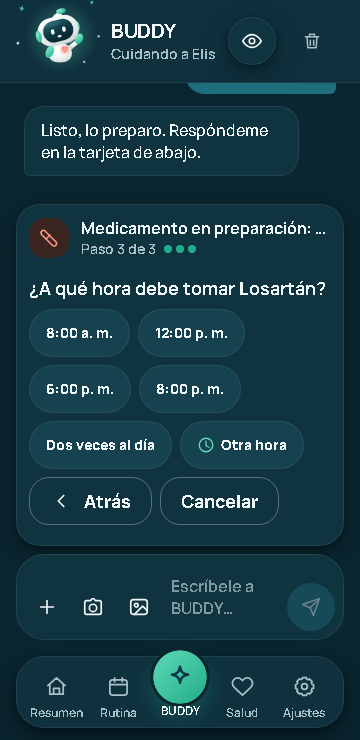 BUDDY
Cuidando a Elis
Listo, lo preparo. Respóndeme
en la tarjeta de abajo.
Medicamento en preparación: ...
Paso 3 de 3
¿A qué hora debe tomar Losartán?
8:00 a. m.
12:00 p. m.
6:00 p. m.
8:00 p. m.
Dos veces al día
Otra hora
Atrás
Cancelar
Escríbele a
BUDDY...
Resumen
Rutina
BUDDY
Salud
Ajustes